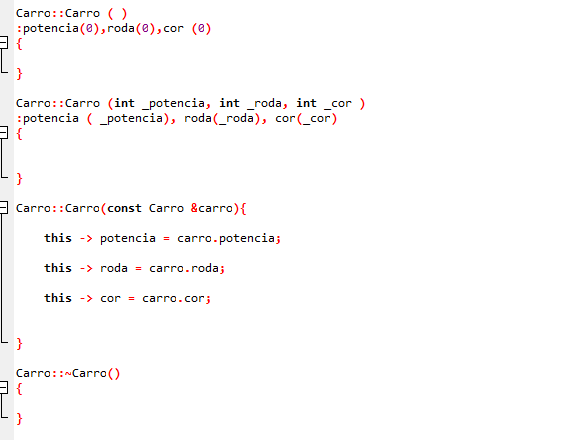 Carro::Carro ( )
:potencia(0),roda(0),cor (0)
{
}
Carro::Carro (int _potencia, int _roda, int _cor )
:potencia ( _potencia), roda(_roda), cor(_cor)
{
}
Carro::Carro(const Carro &carro){
this -> potencia = carro.potencia;
this -> roda = carro.roda;
this -> cor = carro.cor;
}
Carro::~Carro()
{
}